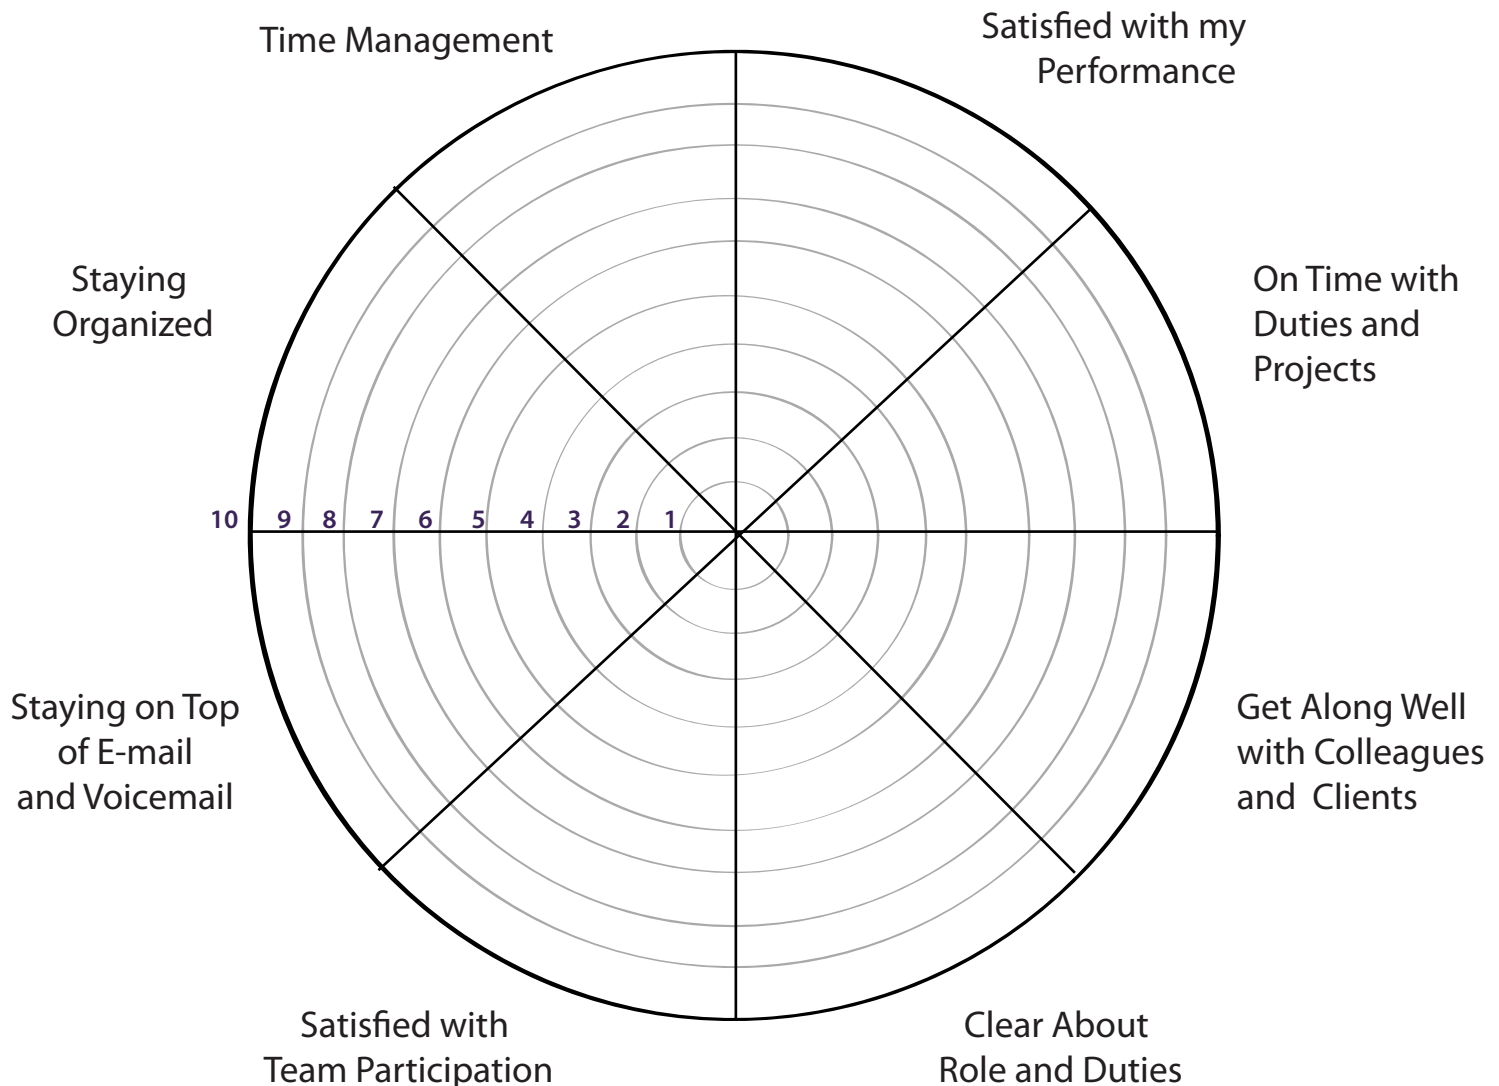 Time Management
Satisfied with my
Performance
Staying
Organized
On Time with
Duties and
Projects
10 9 8 7 6 5 4 3 2 1
Staying on Top
of E-mail
and Voicemail
Get Along Well
with Colleagues
and Clients
Satisfied with
Team Participation
Clear About
Role and Duties